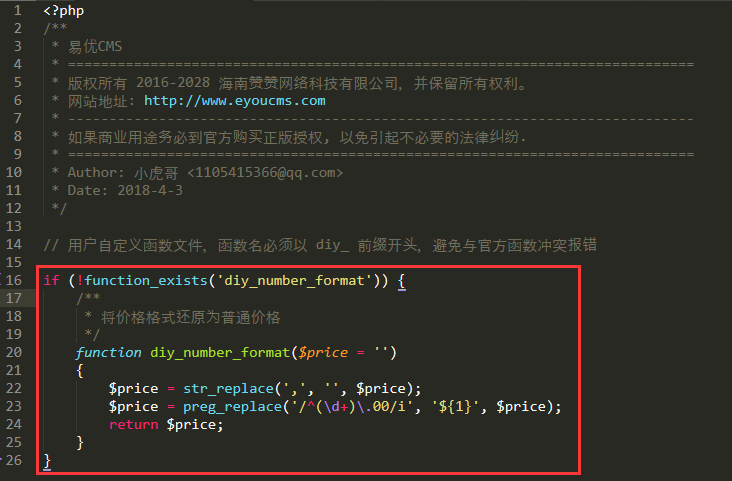 1 <?php
2 /**
3  * 易优CMS
4  * ============================================================================
5  * 版权所有 2016-2028 海南赞赞网络科技有限公司，并保留所有权利。
6  * 网站地址: http://www.eyoucms.com
7  * ----------------------------------------------------------------------------
8  * 如果商业用途务必到官方购买正版授权, 以免引起不必要的法律纠纷.
9  * ============================================================================
10  * Author: 小虎哥 <1105415366@qq.com>
11  * Date: 2018-4-3
12  */
13
14 // 用户自定义函数文件，函数名必须以 diy_ 前缀开头，避免与官方函数冲突报错
15
16 if (!function_exists('diy_number_format')) {
17     /**
18      * 将价格格式还原为普通价格
19      */
20     function diy_number_format($price = '')
21     {
22         $price = str_replace(',', '', $price);
23         $price = preg_replace('/^(\d+)\.00/i', '${1}', $price);
24         return $price;
25     }
26 }